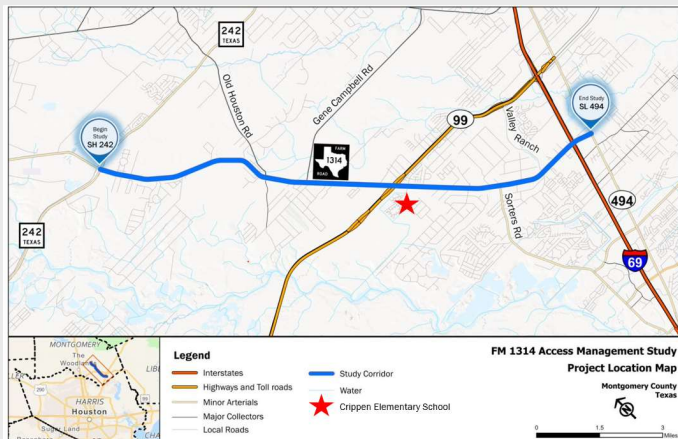 242
TEXAS
Old Houston Rd
Gene Campbell Rd
99
Valley
Ranch
End Study
SL 494
Begin
Study
SH 242
FARM
1314
ROAD
242
TEXAS
Sorters Rd
494
69
MONTGOMERY
The
Woodlan
LIB
HARRIS
Houston
Sugar Land
CHA
Legend
Interstates
Highways and Toll roads
Minor Arterials
Major Collectors
Local Roads
Study Corridor
Water
Crippen Elementary School
FM 1314 Access Management Study
Project Location Map
Montgomery County
Texas
0 1.5 3
Miles